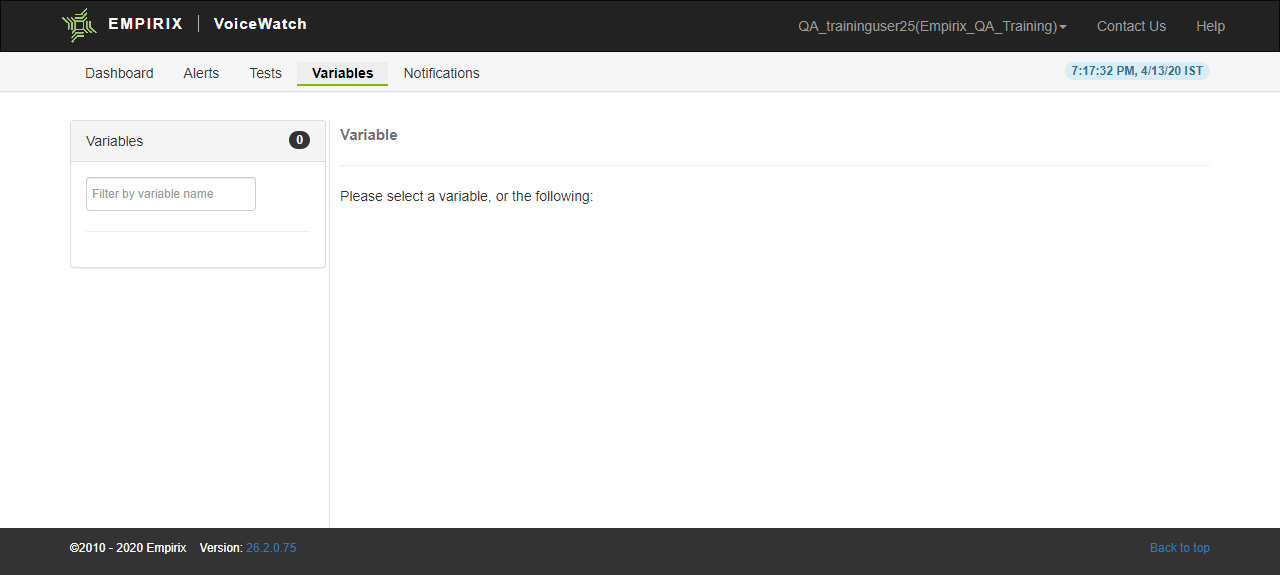 EMPIRIX | VoiceWatch
QA_traininguser25(Empirix_QA_Training)
Contact Us
Help
Dashboard
Alerts
Tests
Variables
Notifications
7:17:32 PM, 4/13/20 IST
Variables
0
Filter by variable name
Variable
Please select a variable, or the following:
©2010 - 2020 Empirix Version: 26.2.0.75
Back to top